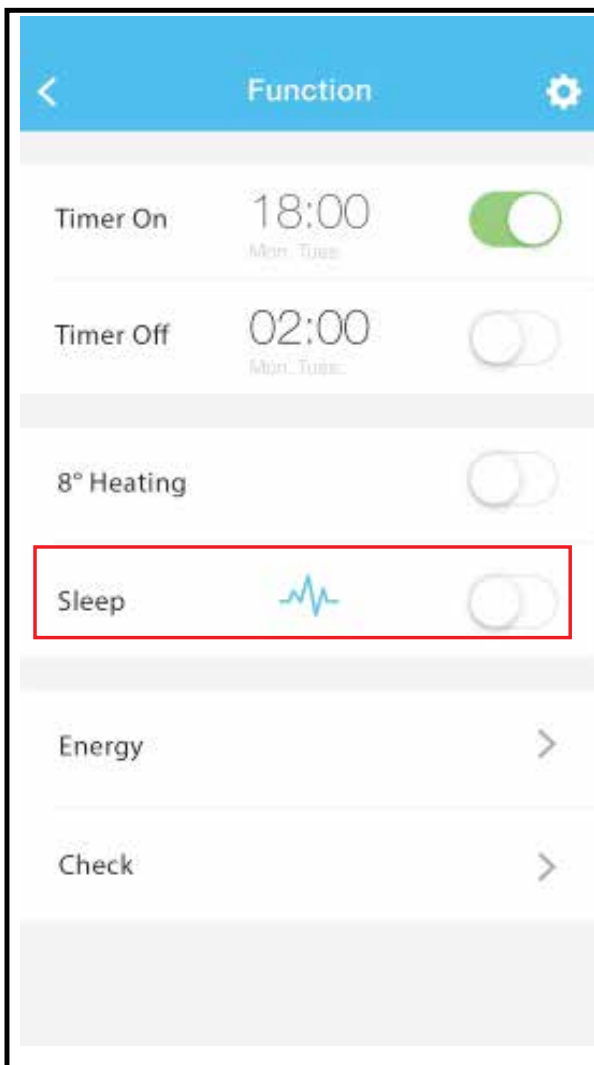 Function
Timer On
18:00
Mon. Tues.
Timer Off
02:00
Mon. Tues.
8° Heating
Sleep
Energy
Check